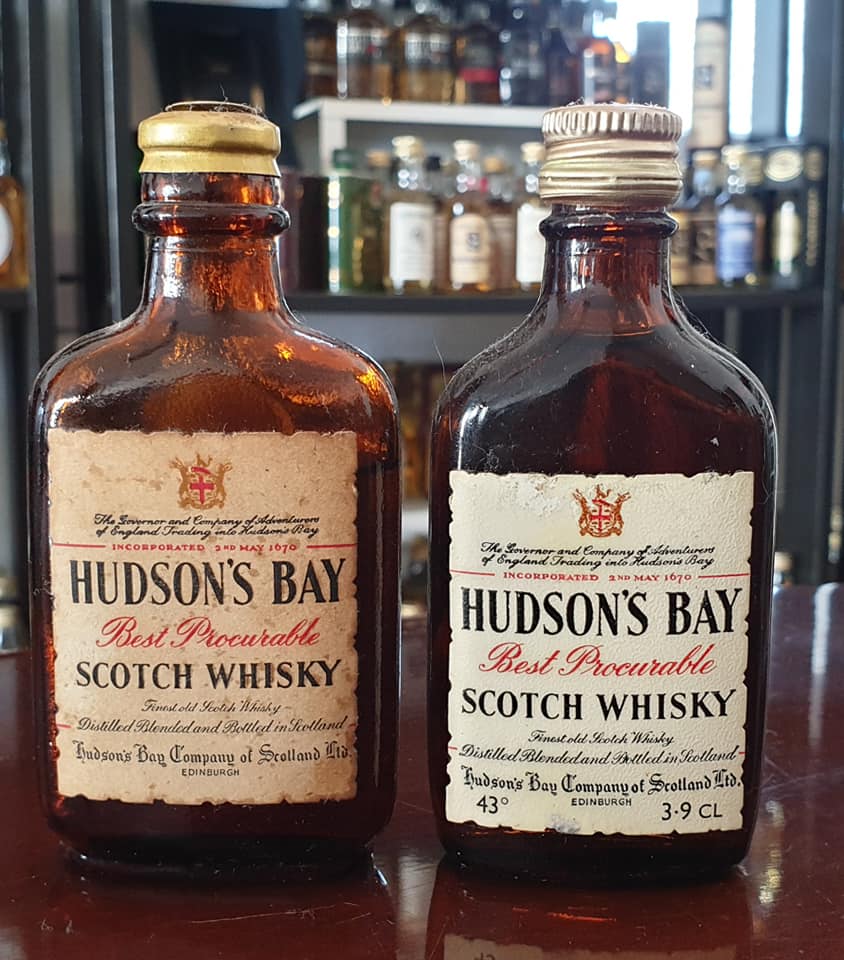 The Governor and Company of Adventurers
of England Trading into Hudson's Bay
INCORPORATED 2ND MAY 1670
HUDSON'S BAY
Best Procurable
SCOTCH WHISKY
Finest old Scotch Whisky
Distilled Blended and Bottled in Scotland
Hudson's Bay Company of Scotland Ltd.
EDINBURGH
The Governor and Company of Adventurers
of England Trading into Hudson's Bay
INCORPORATED 2ND MAY 1670
HUDSON'S BAY
Best Procurable
SCOTCH WHISKY
Finest old Scotch Whisky
Distilled Blended and Bottled in Scotland
Hudson's Bay Company of Scotland Ltd.
43° EDINBURGH 3·9 CL